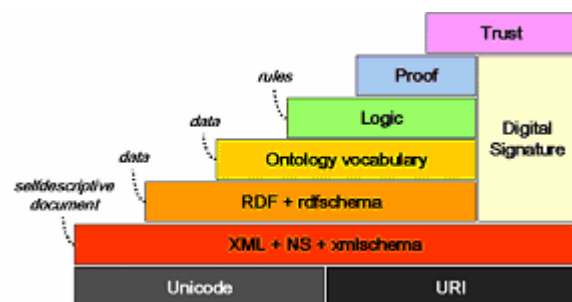 Trust
Proof
rules
Logic
Digital
Signature
data
Ontology vocabulary
data
RDF + rdfschema
selfdescriptive
document
XML + NS + xmlschema
Unicode
URI